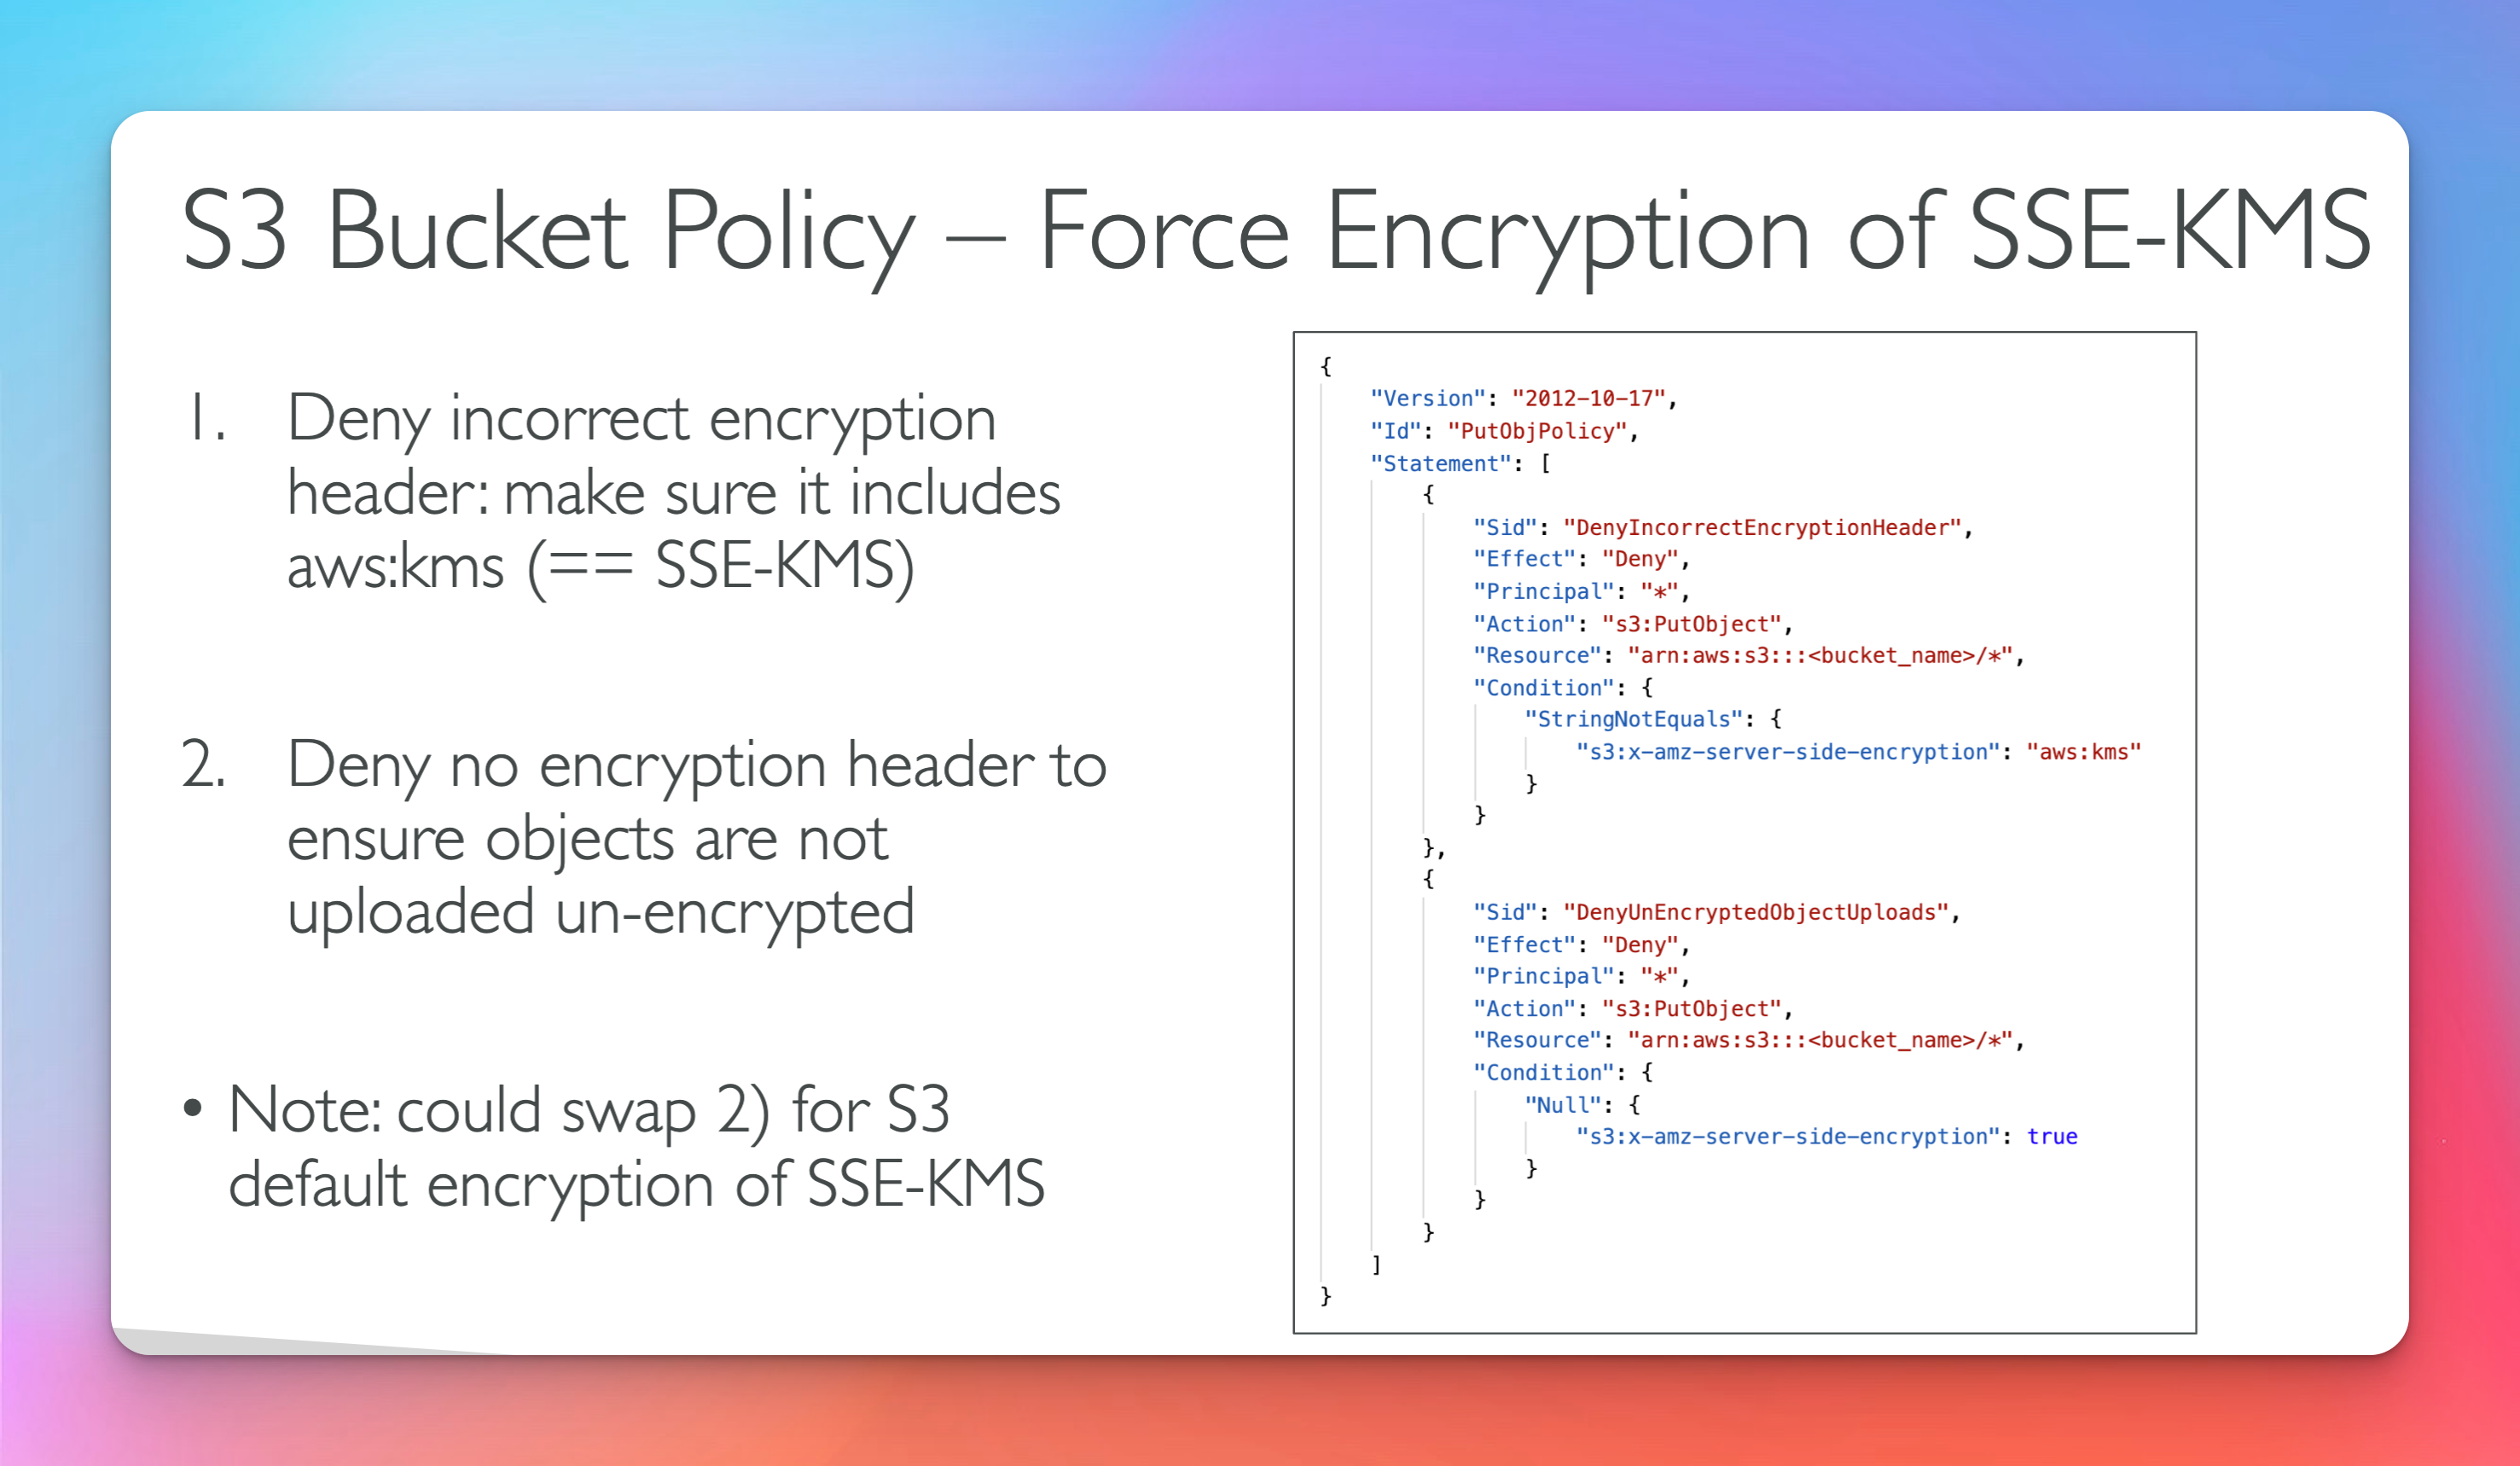 S3 Bucket Policy – Force Encryption of SSE-KMS
1. Deny incorrect encryption
header: make sure it includes
aws:kms (== SSE-KMS)
2. Deny no encryption header to
ensure objects are not
uploaded un-encrypted
• Note: could swap 2) for S3
default encryption of SSE-KMS
{
    "Version": "2012-10-17",
    "Id": "PutObjPolicy",
    "Statement": [
        {
            "Sid": "DenyIncorrectEncryptionHeader",
            "Effect": "Deny",
            "Principal": "*",
            "Action": "s3:PutObject",
            "Resource": "arn:aws:s3:::<bucket_name>/*",
            "Condition": {
                "StringNotEquals": {
                    "s3:x-amz-server-side-encryption": "aws:kms"
                }
            }
        },
        {
            "Sid": "DenyUnEncryptedObjectUploads",
            "Effect": "Deny",
            "Principal": "*",
            "Action": "s3:PutObject",
            "Resource": "arn:aws:s3:::<bucket_name>/*",
            "Condition": {
                "Null": {
                    "s3:x-amz-server-side-encryption": true
                }
            }
        }
    ]
}